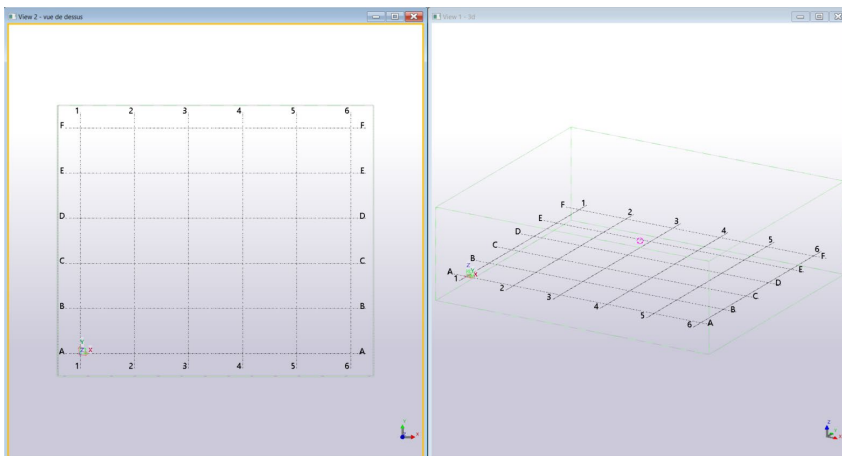 View 2 - vue de dessus
1 2 3 4 5 6
F F
E E
D D
C C
B B
A Z Y X A
1 2 3 4 5 6
View 1 - 3d
F 1
E 2
D 3
C 4
B 5
A Z Y X 6
1 F
2 E
3 D
4 C
5 B
6 A